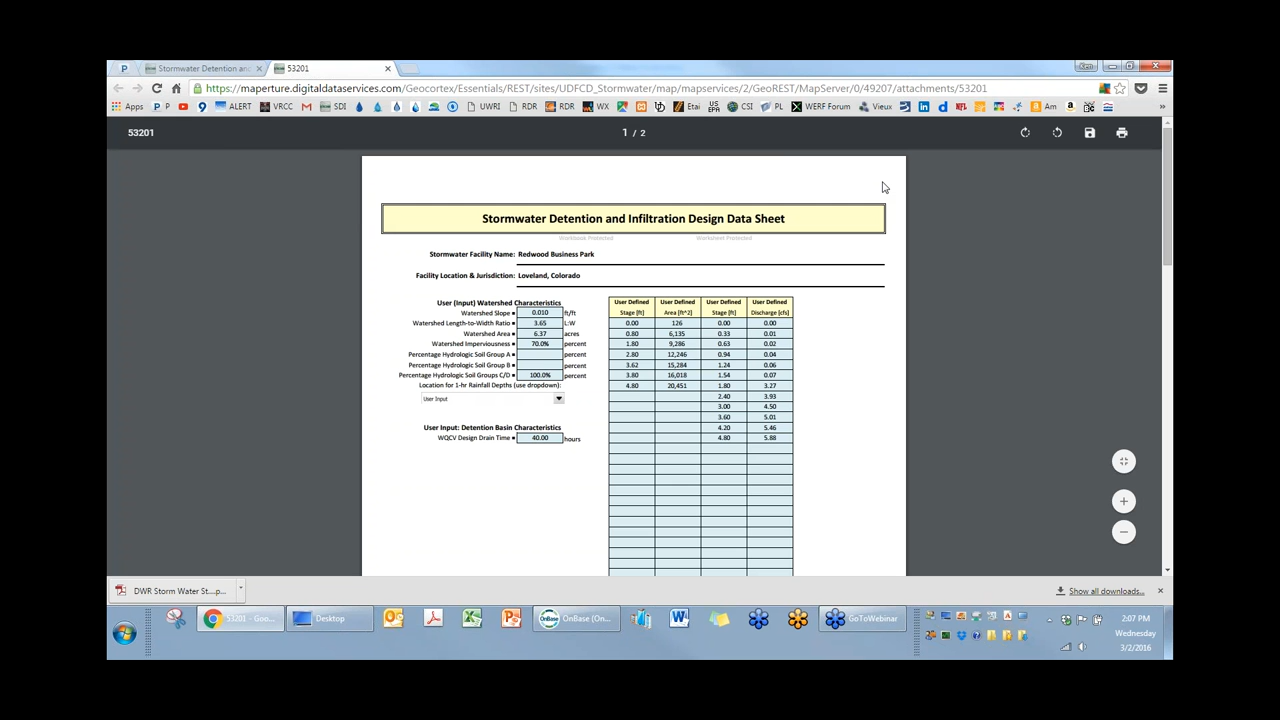 Ken
Stormwater Detention and
53201
https://maperture.digitaldataservices.com/Geocortex/Essentials/REST/sites/UDFCD_Stormwater/map/mapservices/2/GeoREST/MapServer/0/49207/attachments/53201
Apps P ALERT VRCC SDI UWRI RDR RDR WX Etai CSI PL WERF Forum Vieux Am
53201
1 / 2
Stormwater Detention and Infiltration Design Data Sheet
Workbook Protected Worksheet Protected
Stormwater Facility Name: Redwood Business Park
Facility Location & Jurisdiction: Loveland, Colorado
User (Input) Watershed Characteristics
Watershed Slope = 0.010 ft/ft
Watershed Length-to-Width Ratio = 3.65 L:W
Watershed Area = 6.37 acres
Watershed Imperviousness = 70.0% percent
Percentage Hydrologic Soil Group A = percent
Percentage Hydrologic Soil Group B = percent
Percentage Hydrologic Soil Groups C/D = 100.0% percent
Location for 1-hr Rainfall Depths (use dropdown):
User Input
User Input: Detention Basin Characteristics
WQCV Design Drain Time = 40.00 hours
User Defined User Defined User Defined User Defined
Stage [ft] Area [ft^2] Stage [ft] Discharge [cfs]
0.00 126 0.00 0.00
0.80 6,135 0.33 0.01
1.80 9,286 0.63 0.02
2.80 12,246 0.94 0.04
3.62 15,284 1.24 0.06
3.80 16,018 1.54 0.07
4.80 20,451 1.80 3.27
2.40 3.93
3.00 4.50
3.60 5.01
4.20 5.46
4.80 5.88
DWR Storm Water St....p...
Show all downloads...
53201 - Goo...
Desktop
OnBase (On...
GoToWebinar
2:07 PM
Wednesday
3/2/2016